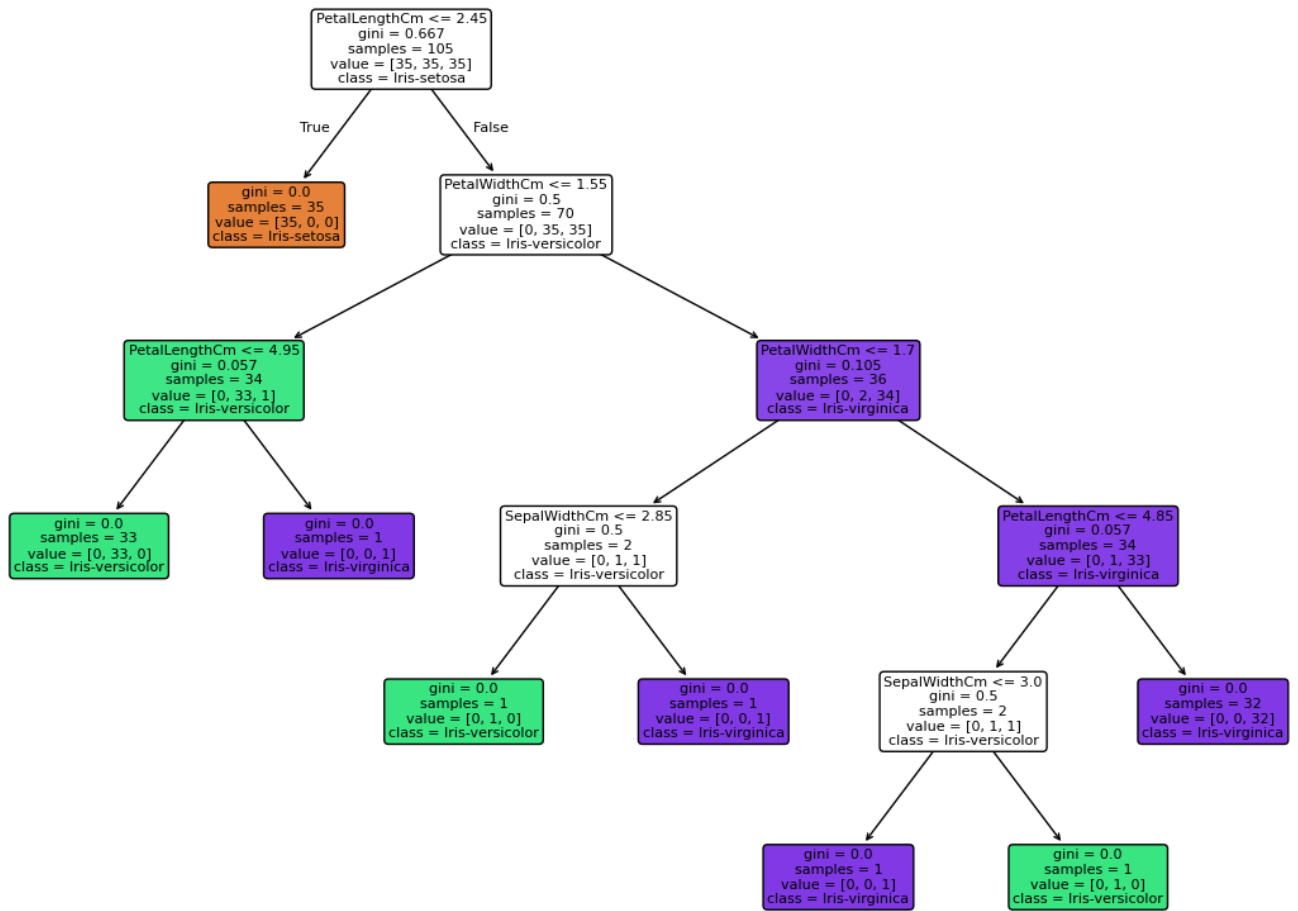 PetalLengthCm <= 2.45
gini = 0.667
samples = 105
value = [35, 35, 35]
class = Iris-setosa
True
False
gini = 0.0
samples = 35
value = [35, 0, 0]
class = Iris-setosa
PetalWidthCm <= 1.55
gini = 0.5
samples = 70
value = [0, 35, 35]
class = Iris-versicolor
PetalLengthCm <= 4.95
gini = 0.057
samples = 34
value = [0, 33, 1]
class = Iris-versicolor
PetalWidthCm <= 1.7
gini = 0.105
samples = 36
value = [0, 2, 34]
class = Iris-virginica
gini = 0.0
samples = 33
value = [0, 33, 0]
class = Iris-versicolor
gini = 0.0
samples = 1
value = [0, 0, 1]
class = Iris-virginica
SepalWidthCm <= 2.85
gini = 0.5
samples = 2
value = [0, 1, 1]
class = Iris-versicolor
PetalLengthCm <= 4.85
gini = 0.057
samples = 34
value = [0, 1, 33]
class = Iris-virginica
gini = 0.0
samples = 1
value = [0, 1, 0]
class = Iris-versicolor
gini = 0.0
samples = 1
value = [0, 0, 1]
class = Iris-virginica
SepalWidthCm <= 3.0
gini = 0.5
samples = 2
value = [0, 1, 1]
class = Iris-versicolor
gini = 0.0
samples = 32
value = [0, 0, 32]
class = Iris-virginica
gini = 0.0
samples = 1
value = [0, 0, 1]
class = Iris-virginica
gini = 0.0
samples = 1
value = [0, 1, 0]
class = Iris-versicolor